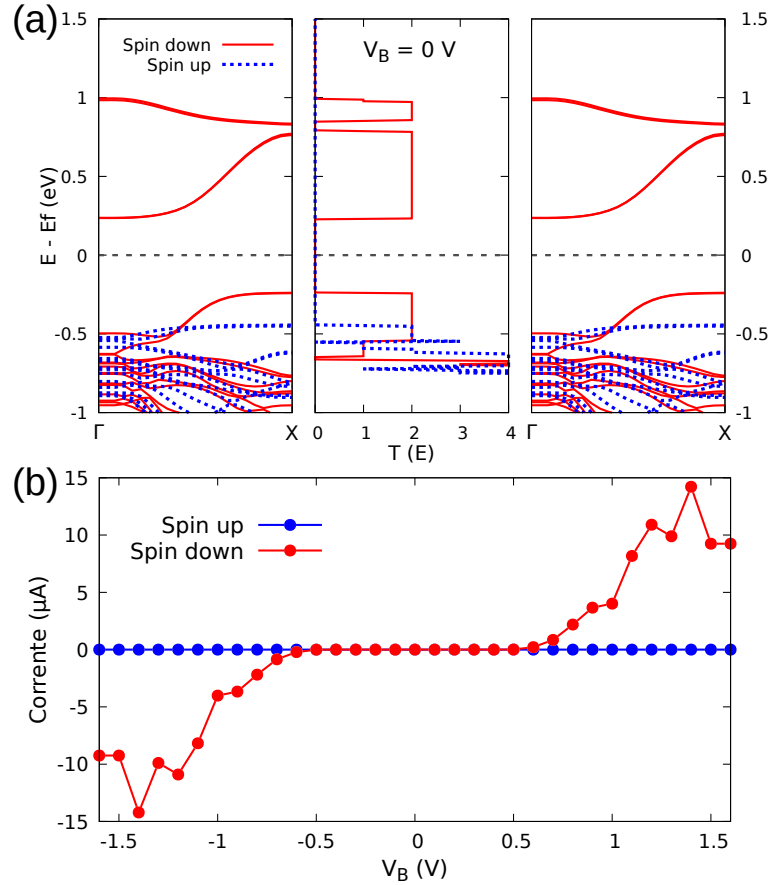 (a)
Spin down
Spin up
V_B = 0 V
E - Ef (eV)
1.5
1
0.5
0
-0.5
-1
Γ X
0 1 2 3 4
T (E)
Γ X
1.5
1
0.5
0
-0.5
-1
(b)
Spin up
Spin down
Corrente (µA)
15
10
5
0
-5
-10
-15
-1.5 -1 -0.5 0 0.5 1 1.5
V_B (V)